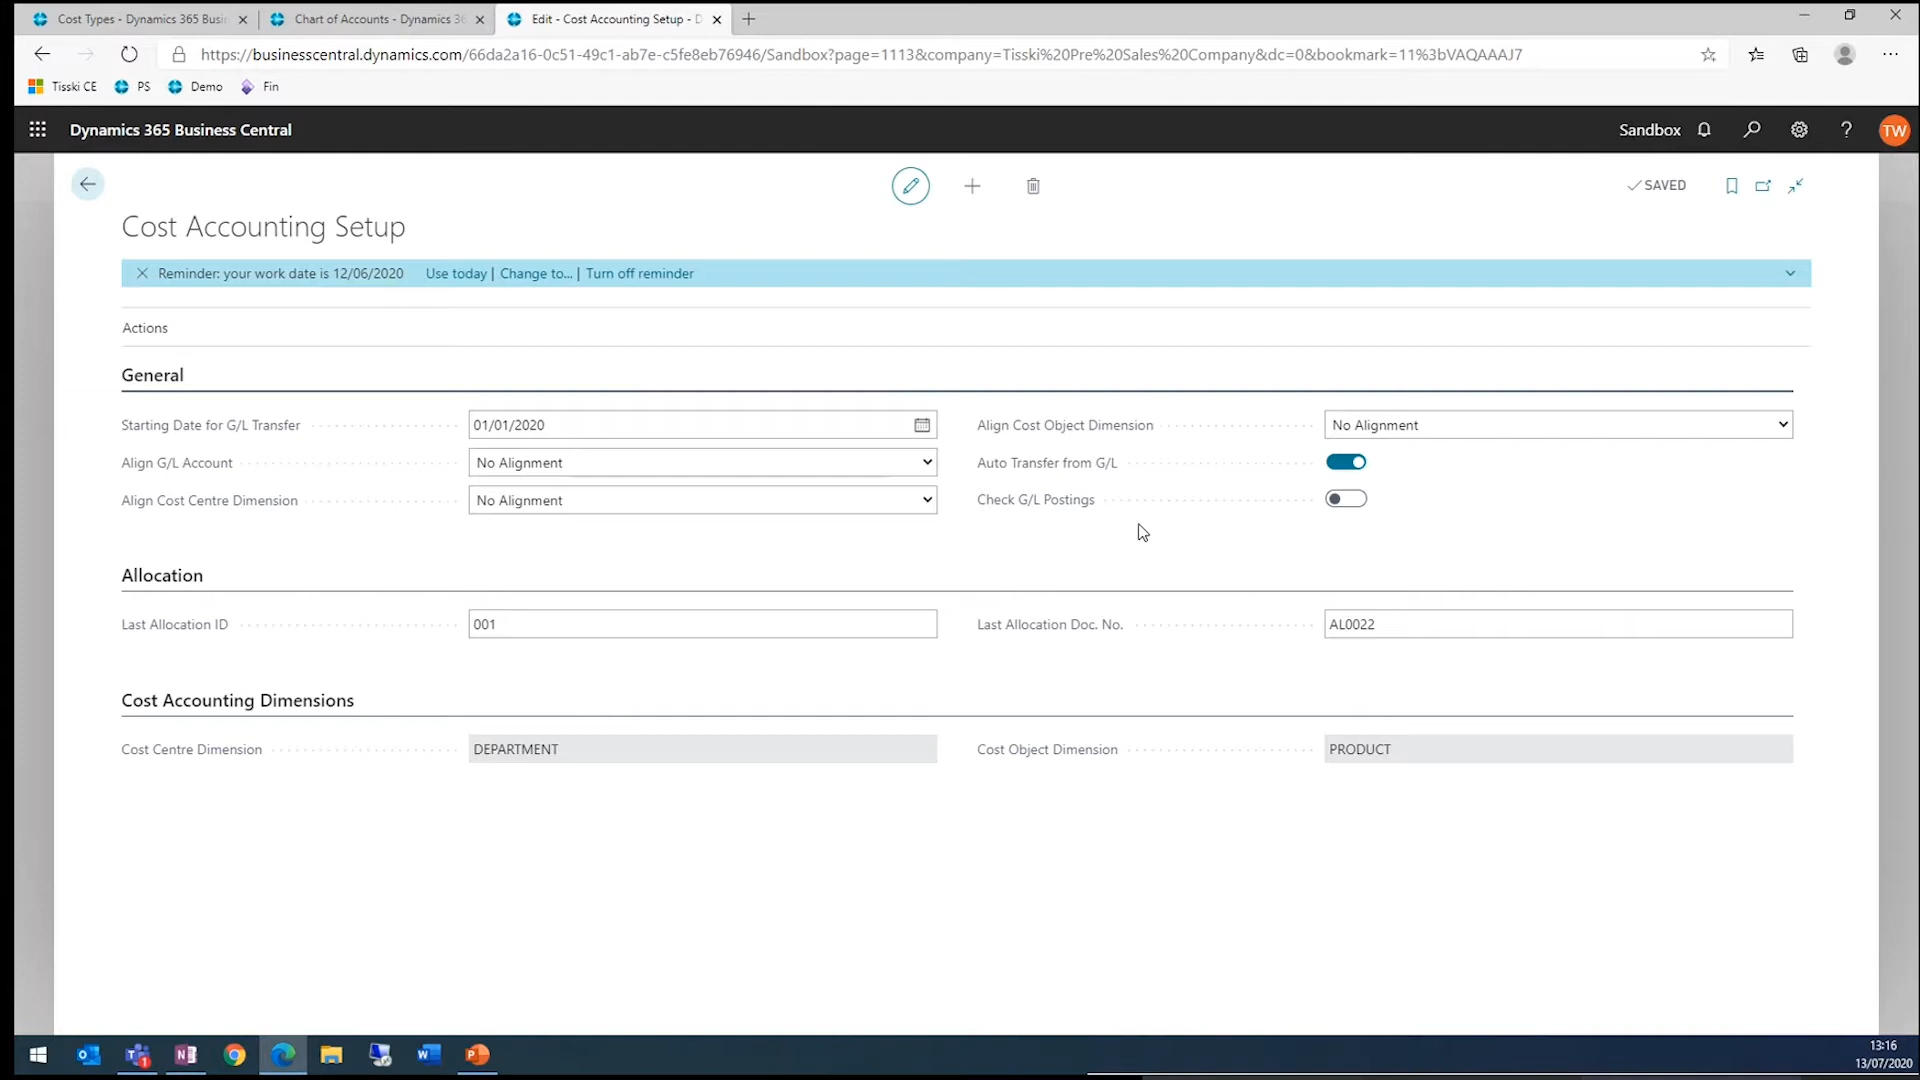 Cost Types - Dynamics 365 Busi
Chart of Accounts - Dynamics 36
Edit - Cost Accounting Setup - D
https://businesscentral.dynamics.com/66da2a16-0c51-49c1-ab7e-c5fe8eb76946/Sandbox?page=1113&company=Tisski%20Pre%20Sales%20Company&dc=0&bookmark=11%3bVAQAAAJ7
Tisski CE PS Demo Fin
Dynamics 365 Business Central
Sandbox ? TW
SAVED
Cost Accounting Setup
Reminder: your work date is 12/06/2020 Use today | Change to... | Turn off reminder
Actions
General
Starting Date for G/L Transfer 01/01/2020 Align Cost Object Dimension No Alignment
Align G/L Account No Alignment Auto Transfer from G/L
Align Cost Centre Dimension No Alignment Check G/L Postings
Allocation
Last Allocation ID 001 Last Allocation Doc. No. AL0022
Cost Accounting Dimensions
Cost Centre Dimension DEPARTMENT Cost Object Dimension PRODUCT
13:16
13/07/2020